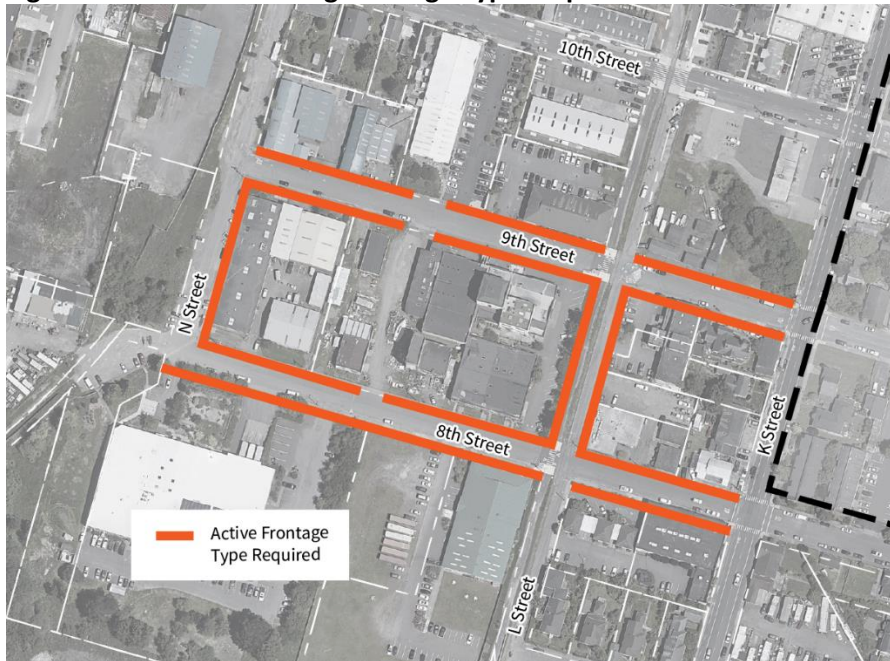 10th Street
9th Street
N Street
8th Street
K Street
L Street
Active Frontage
Type Required